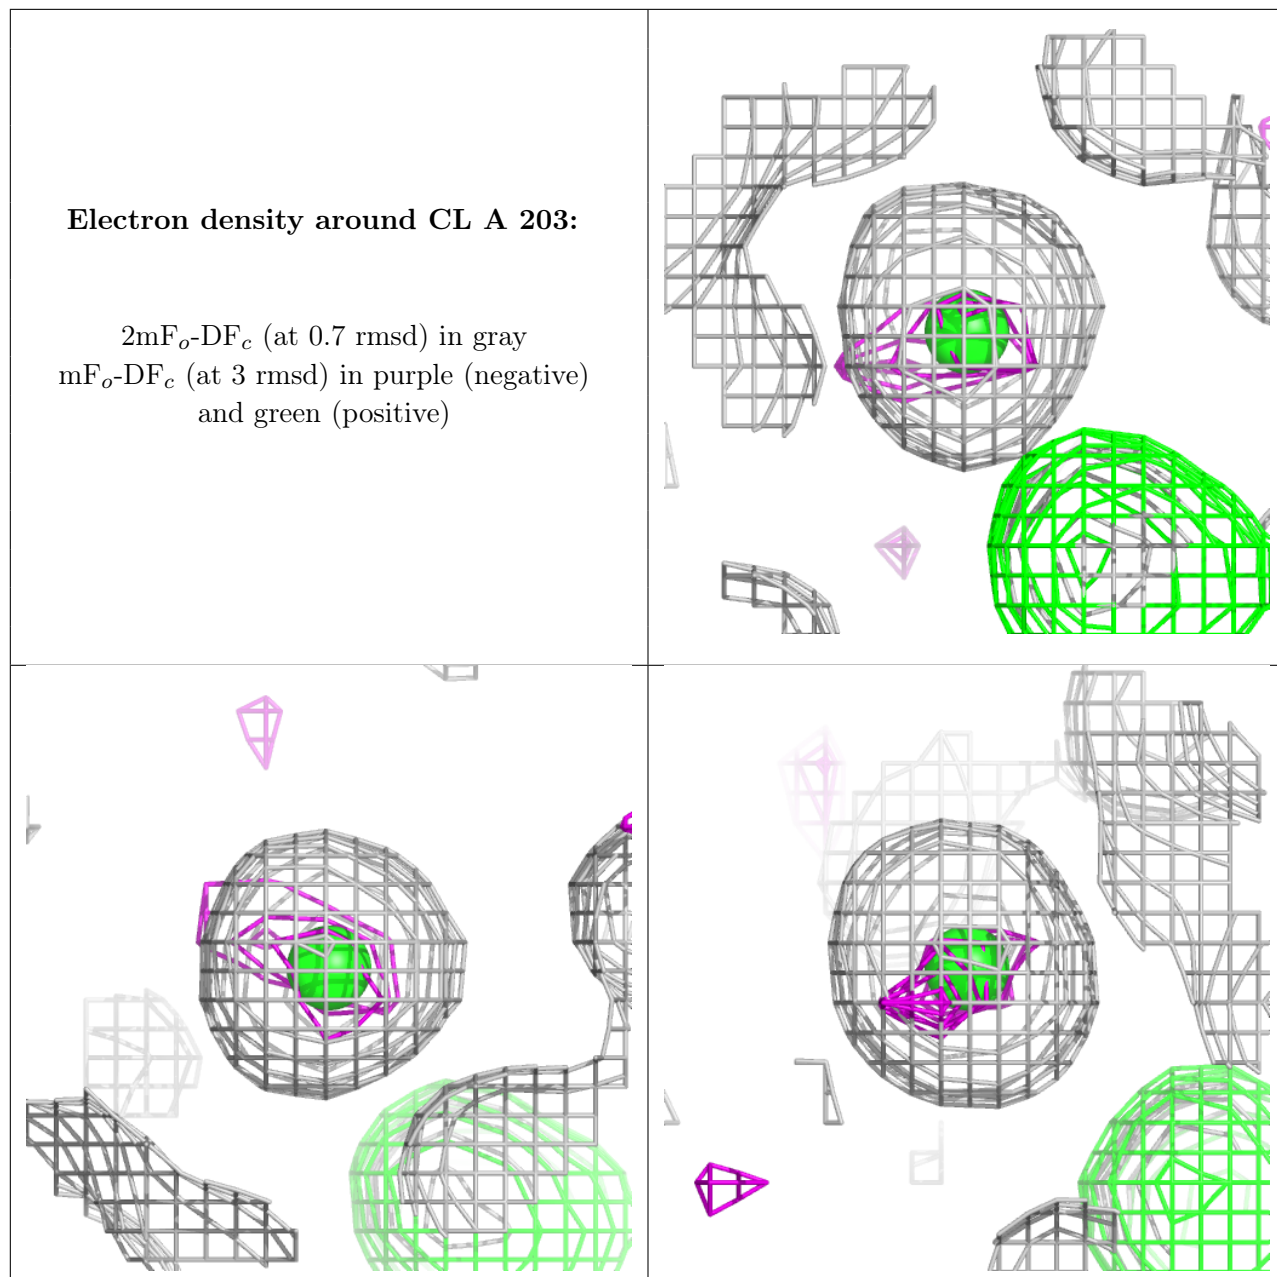 Electron density around CL A 203:
2mFo-DFc (at 0.7 rmsd) in gray
mFo-DFc (at 3 rmsd) in purple (negative)
and green (positive)